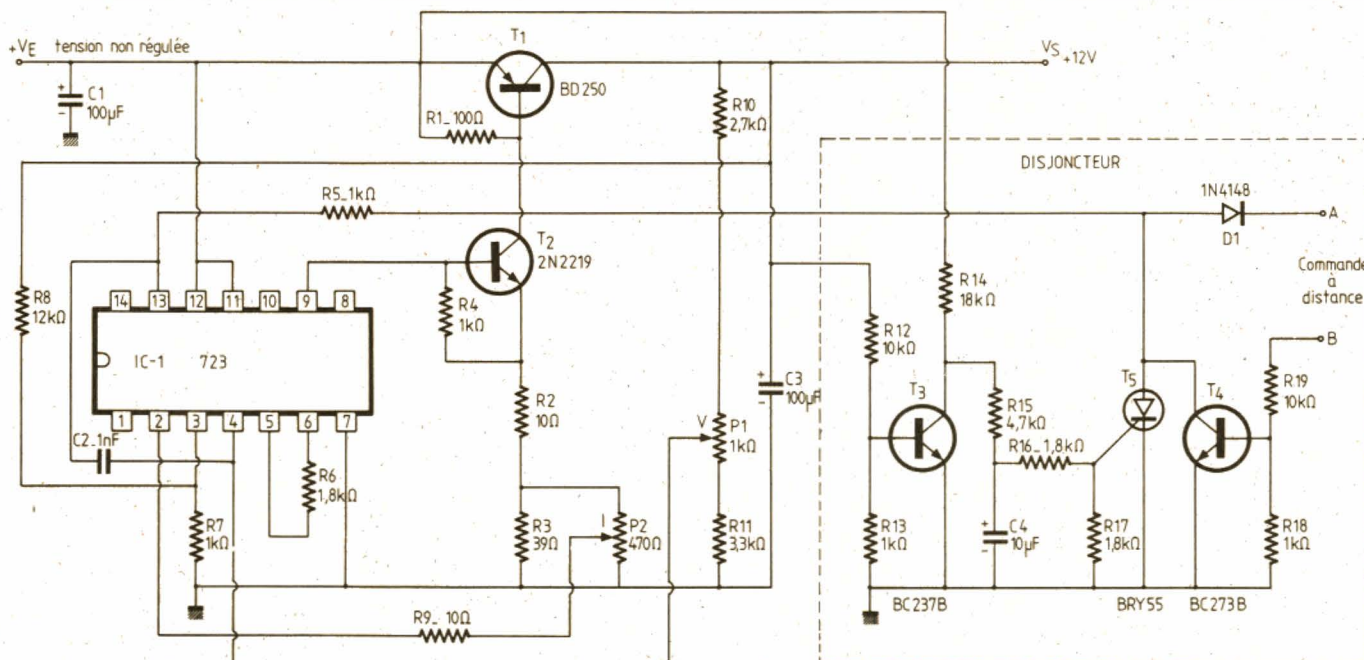 +VE tension non régulée
C1
100µF
T1
BD250
VS +12V
R1_100Ω
R10
2,7kΩ
DISJONCTEUR
R5_1kΩ
1N4148
A
D1
T2
2N2219
R8
12kΩ
14 13 12 11 10 9 8
R4
1kΩ
R14
18kΩ
Commande
à
distance
IC-1 723
R12
10kΩ
B
1 2 3 4 5 6 7
R2
10Ω
C3
100µF
T3
T5
T4
R19
10kΩ
C2_1nF
V
P1
1kΩ
R15
4,7kΩ
R16_1,8kΩ
R6
1,8kΩ
R7
1kΩ
R3
39Ω
I
P2
470Ω
R11
3,3kΩ
R13
1kΩ
C4
10µF
R17
1,8kΩ
R18
1kΩ
BC237B
BRY55
BC273B
R9_ 10Ω
+
-
+
-
+
-